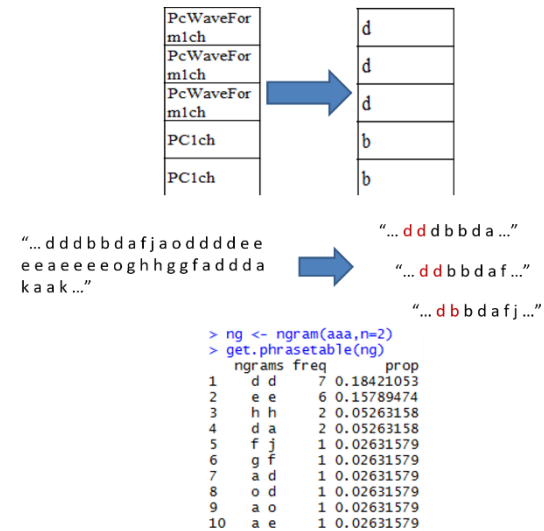 PcWaveFor
m1ch
d
PcWaveFor
m1ch
d
PcWaveFor
m1ch
d
PC1ch
b
PC1ch
b
“... d d d b b d a f j a o d d d d e e
e e a e e e e o g h h g g f a d d d a
k a a k ...”
“... d d d b b d a ...”
“... d d b b d a f ...”
“... d b b d a f j ...”
> ng <- ngram(aaa,n=2)
> get.phrasetable(ng)
ngrams freq prop
1 d d 7 0.18421053
2 e e 6 0.15789474
3 h h 2 0.05263158
4 d a 2 0.05263158
5 f j 1 0.02631579
6 g f 1 0.02631579
7 a d 1 0.02631579
8 o d 1 0.02631579
9 a o 1 0.02631579
10 a e 1 0.02631579